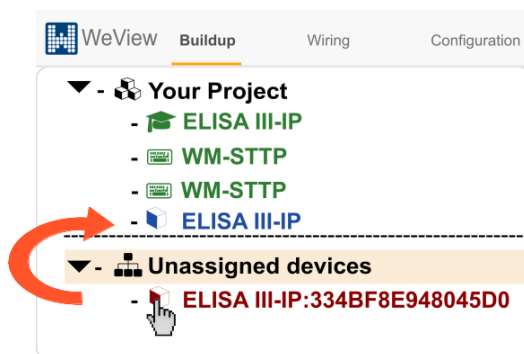 WeView Buildup Wiring Configuration
Your Project
- ELISA III-IP
- WM-STTP
- WM-STTP
- ELISA III-IP
Unassigned devices
- ELISA III-IP:334BF8E948045D0